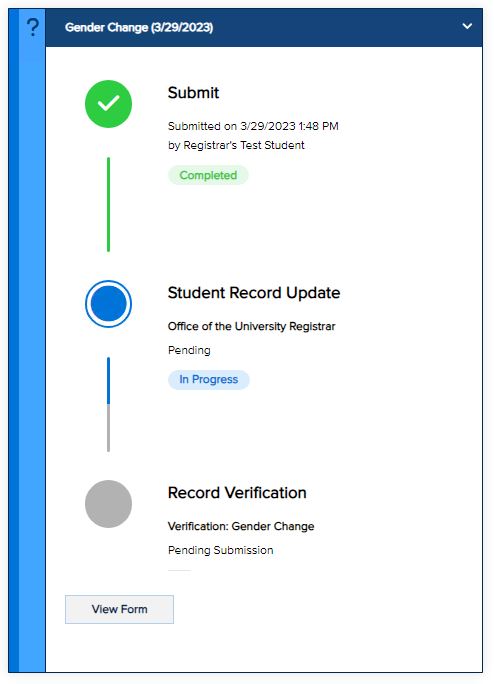 ?
Gender Change (3/29/2023)
Submit
Submitted on 3/29/2023 1:48 PM
by Registrar's Test Student
Completed
Student Record Update
Office of the University Registrar
Pending
In Progress
Record Verification
Verification: Gender Change
Pending Submission
View Form